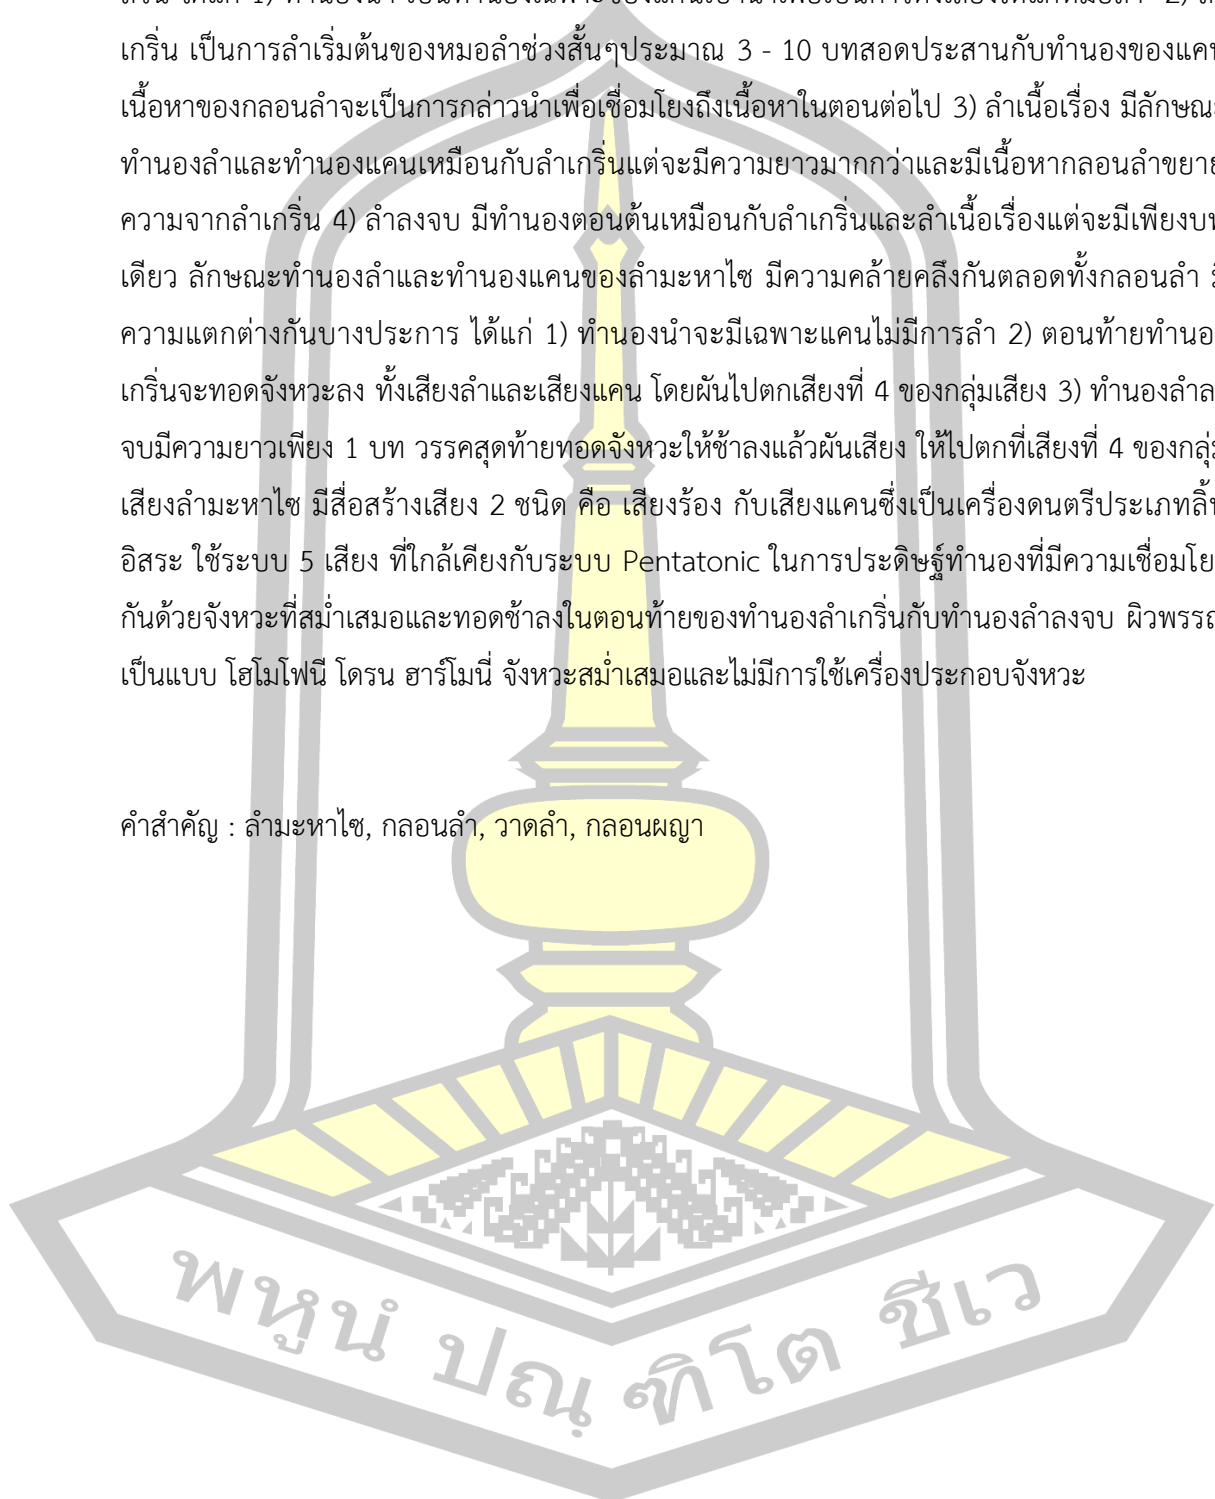 เกริ่น เป็นการลำเริ่มต้นของหมอลำช่วงสั้นๆประมาณ 3 - 10 บทสอดประสานกับทำนองของแคน
เนื้อหาของกลอนลำจะเป็นการกล่าวนำเพื่อเชื่อมโยงถึงเนื้อหาในตอนต่อไป 3) ลำเนื้อเรื่อง มีลักษณะ
ทำนองลำและทำนองแคนเหมือนกับลำเกริ่นแต่จะมีความยาวมากกว่าและมีเนื้อหากลอนลำขยาย
ความจากลำเกริ่น 4) ลำลงจบ มีทำนองตอนต้นเหมือนกับลำเกริ่นและลำเนื้อเรื่องแต่จะมีเพียงบท
เดียว ลักษณะทำนองลำและทำนองแคนของลำมะหาไซ มีความคล้ายคลึงกันตลอดทั้งกลอนลำ
ความแตกต่างกันบางประการ ได้แก่ 1) ทำนองนำจะมีเฉพาะแคนไม่มีการลำ 2) ตอนท้ายทำนอ
เกริ่นจะทอดจังหวะลง ทั้งเสียงลำและเสียงแคน โดยผันไปตกเสียงที่ 4 ของกลุ่มเสียง 3) ทำนองลำล
จบมีความยาวเพียง 1 บท วรรคสุดท้ายทอดจังหวะให้ช้าลงแล้วผันเสียง ให้ไปตกที่เสียงที่ 4 ของกลุ่ม
เสียงลำมะหาไซ มีสื่อสร้างเสียง 2 ชนิด คือ เสียงร้อง กับเสียงแคนซึ่งเป็นเครื่องดนตรีประเภทลิ้น
อิสระ ใช้ระบบ 5 เสียง ที่ใกล้เคียงกับระบบ Pentatonic ในการประดิษฐ์ทำนองที่มีความเชื่อมโย
กันด้วยจังหวะที่สม่ำเสมอและทอดช้าลงในตอนท้ายของทำนองลำเกริ่นกับทำนองลำลงจบ ผิวพรรณ
เป็นแบบ โฮโมโฟนี โดรน ฮาร์โมนี่ จังหวะสม่ำเสมอและไม่มีการใช้เครื่องประกอบจังหวะ
คำสำคัญ : ลำมะหาไซ, กลอนลำ, วาดลำ, กลอนผญา
พหูนํ ปณฺฑิโต ชีเว